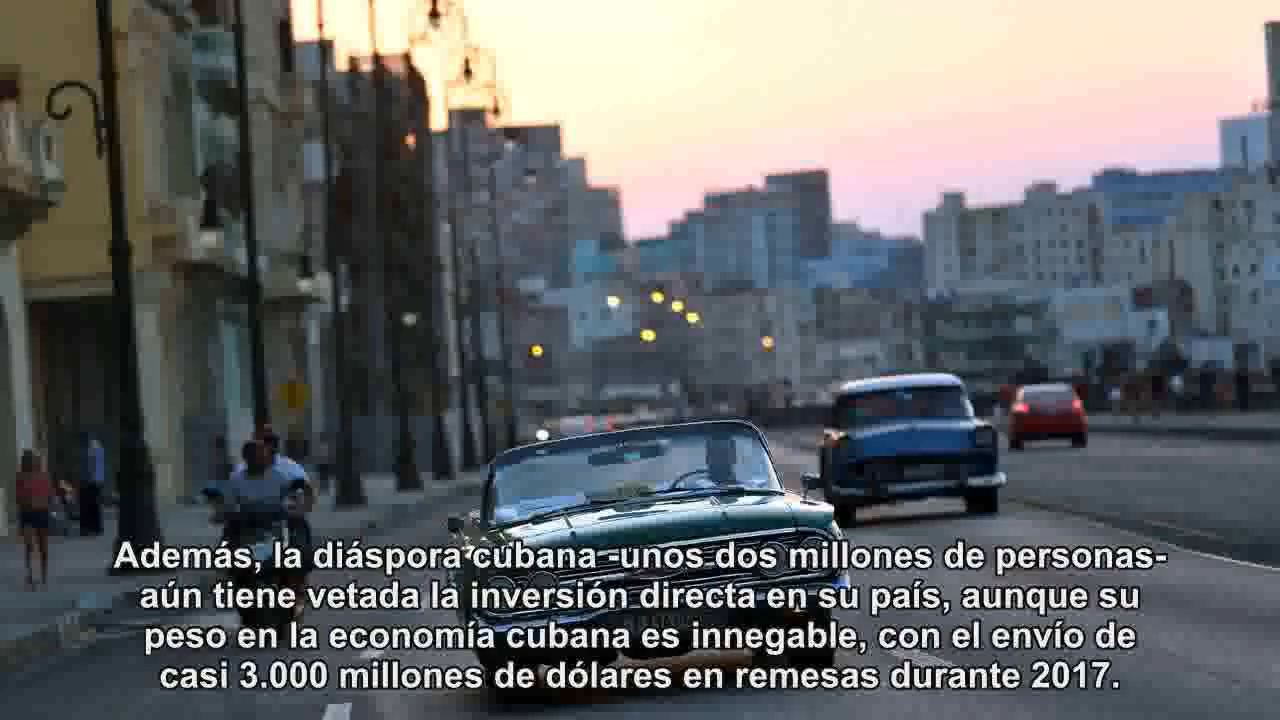 Además, la diáspora cubana -unos dos millones de personas-
aún tiene vetada la inversión directa en su país, aunque su
peso en la economía cubana es innegable, con el envío de
casi 3.000 millones de dólares en remesas durante 2017.